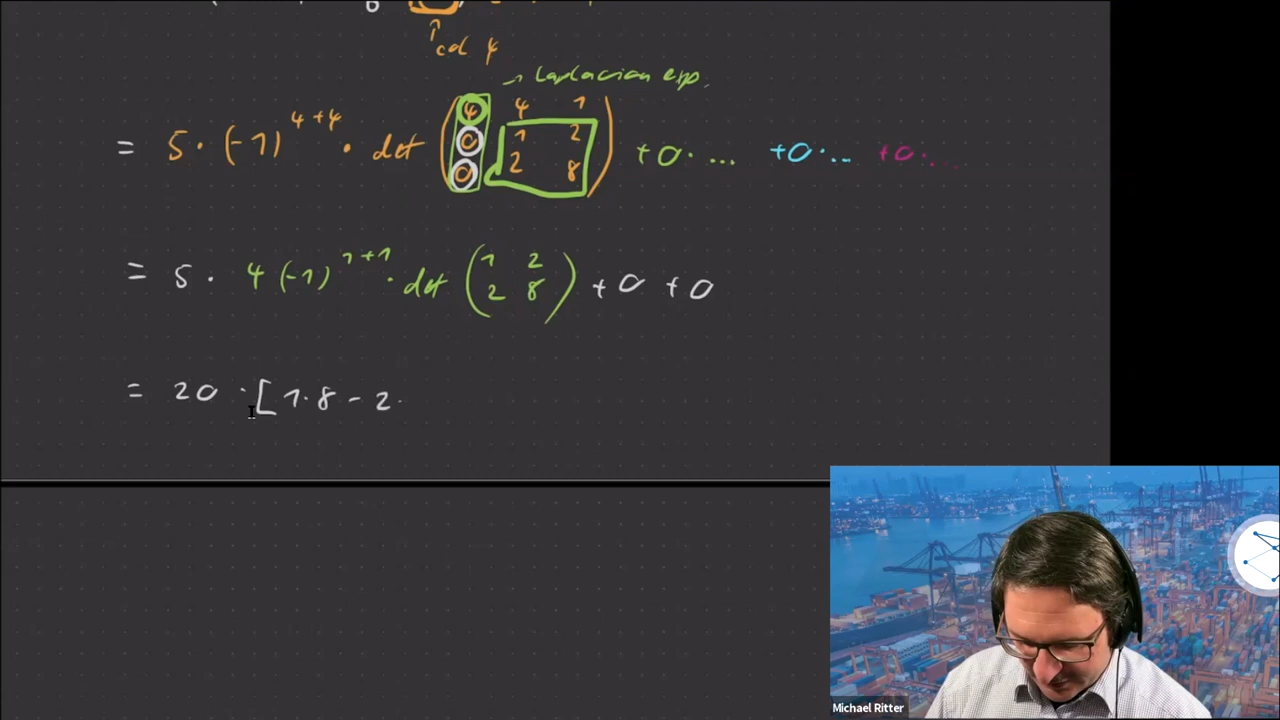 col 4
→ Laplacian exp.
= 5 · (-1)^{4+4} · det ( 4 4 1
0 1 2
0 2 8 ) + 0 · ... + 0 · ... + 0 · ...
= 5 · 4 (-1)^{1+1} · det ( 1 2
2 8 ) + 0 + 0
= 20 · [ 1 · 8 - 2 ·
Michael Ritter